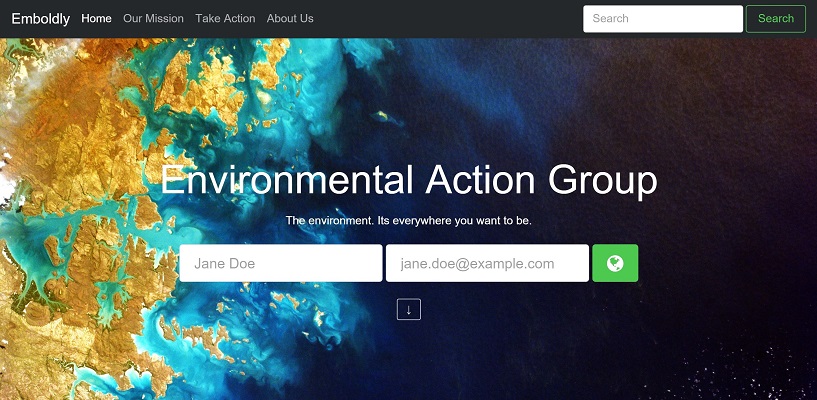 Emboldly Home Our Mission Take Action About Us Search Search
Environmental Action Group
The environment. Its everywhere you want to be.
Jane Doe jane.doe@example.com
↓